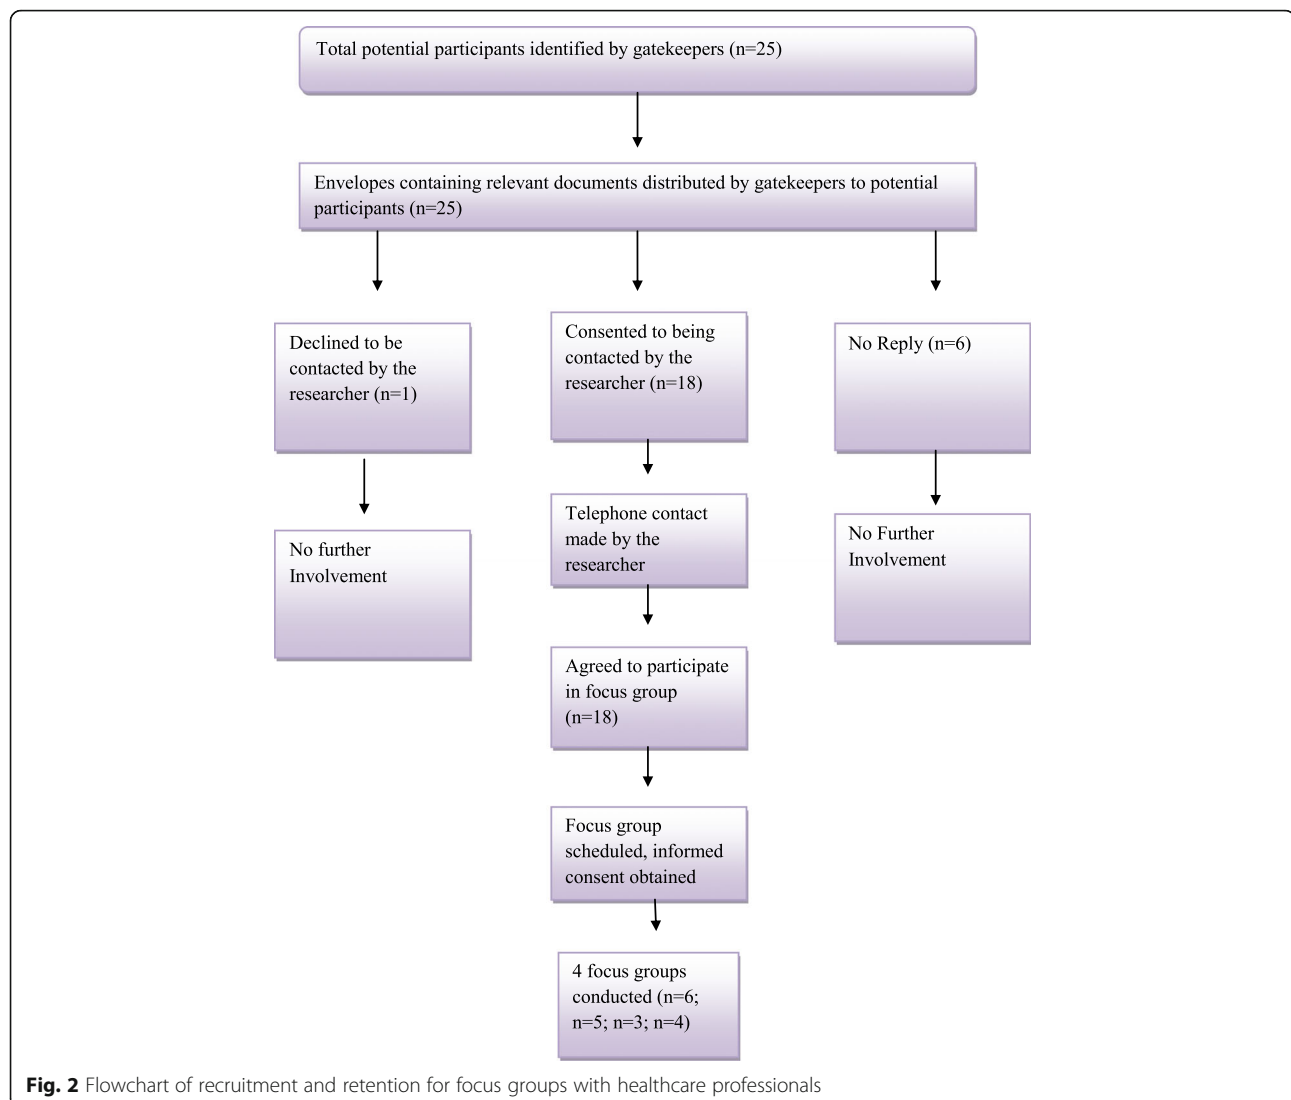 Total potential participants identified by gatekeepers (n=25)
Envelopes containing relevant documents distributed by gatekeepers to potential
participants (n=25)
Declined to be
contacted by the
researcher (n=1)
Consented to being
contacted by the
researcher (n=18)
No Reply (n=6)
No further
Involvement
Telephone contact
made by the
researcher
No Further
Involvement
Agreed to participate
in focus group
(n=18)
Focus group
scheduled, informed
consent obtained
4 focus groups
conducted (n=6;
n=5; n=3; n=4)
Fig. 2 Flowchart of recruitment and retention for focus groups with healthcare professionals